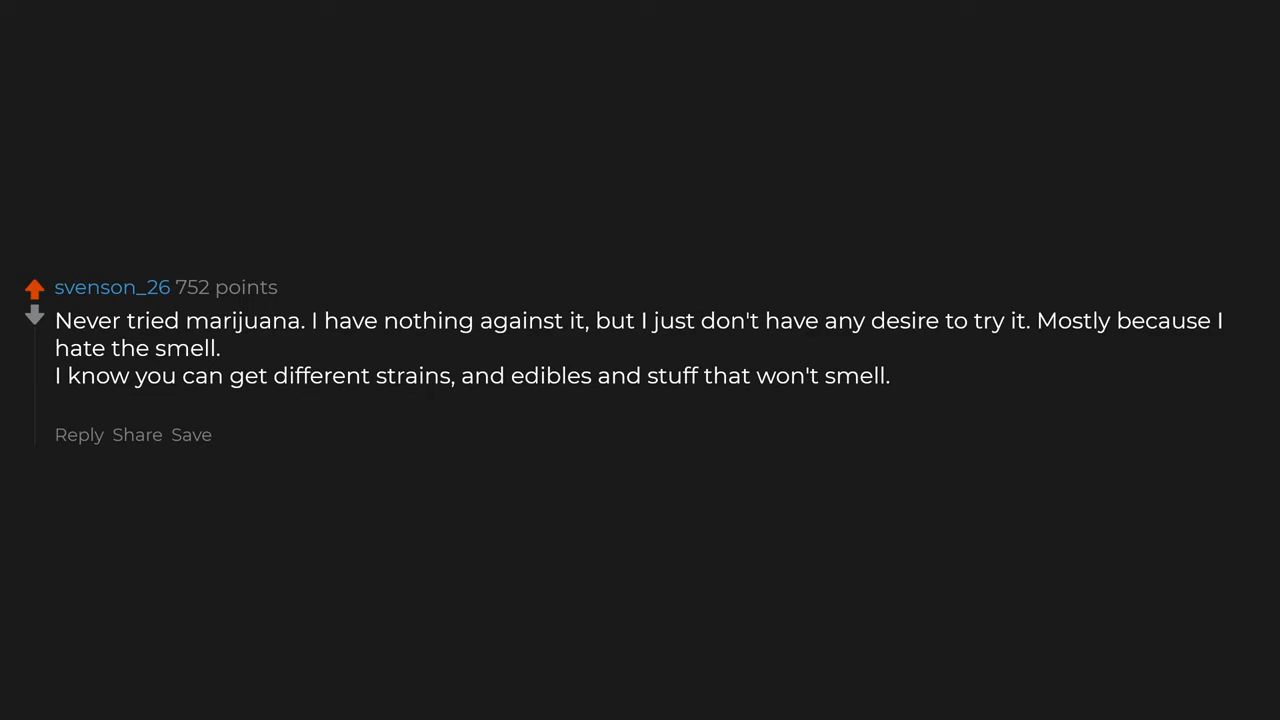 svenson_26 752 points
Never tried marijuana. I have nothing against it, but I just don't have any desire to try it. Mostly because I
hate the smell.
I know you can get different strains, and edibles and stuff that won't smell.
Reply Share Save